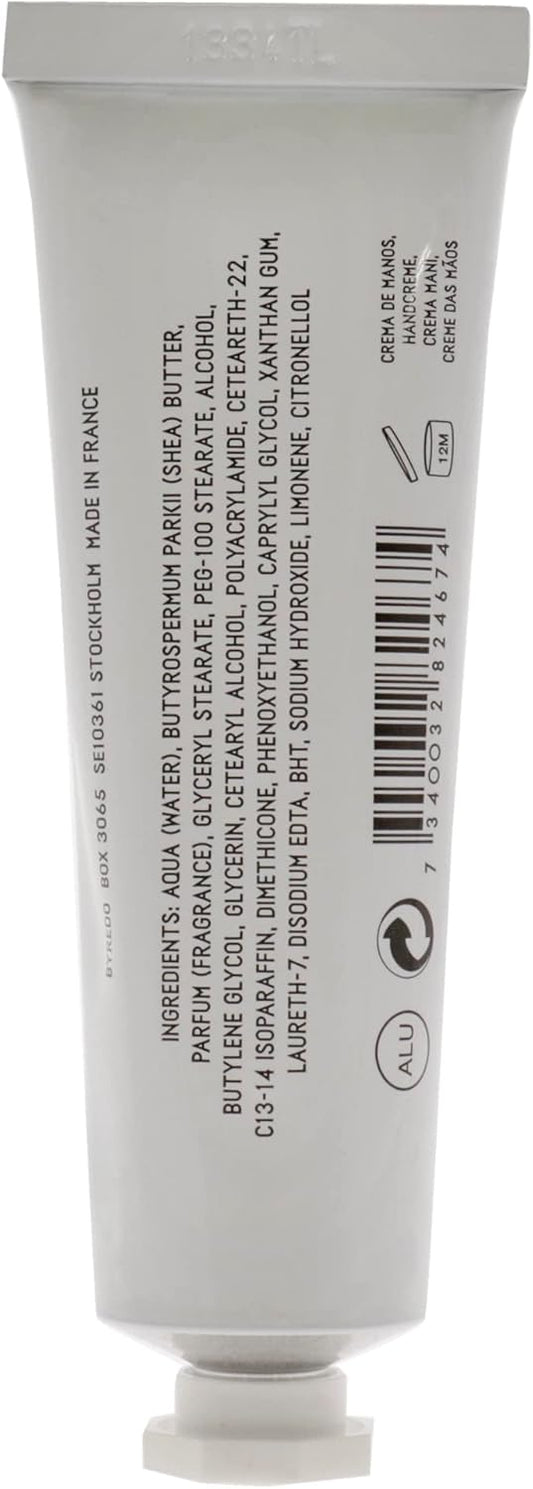 BYREDO BOX 3065 SE10361 STOCKHOLM MADE IN FRANCE
INGREDIENTS: AQUA (WATER), BUTYROSPERMUM PARKII (SHEA) BUTTER,
PARFUM (FRAGRANCE), GLYCERYL STEARATE, PEG-100 STEARATE, ALCOHOL,
BUTYLENE GLYCOL, GLYCERIN, CETEARYL ALCOHOL, POLYACRYLAMIDE, CETEARETH-22,
C13-14 ISOPARAFFIN, DIMETHICONE, PHENOXYETHANOL, CAPRYLYL GLYCOL, XANTHAN GUM,
LAURETH-7, DISODIUM EDTA, BHT, SODIUM HYDROXIDE, LIMONENE, CITRONELLOL
ALU
7 340032 824674
12M
CREMA DE MANOS,
HANDCREME,
CREMA MANI,
CREME DAS MÃOS